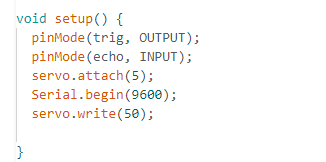 void setup() {
  pinMode(trig, OUTPUT);
  pinMode(echo, INPUT);
  servo.attach(5);
  Serial.begin(9600);
  servo.write(50);
}